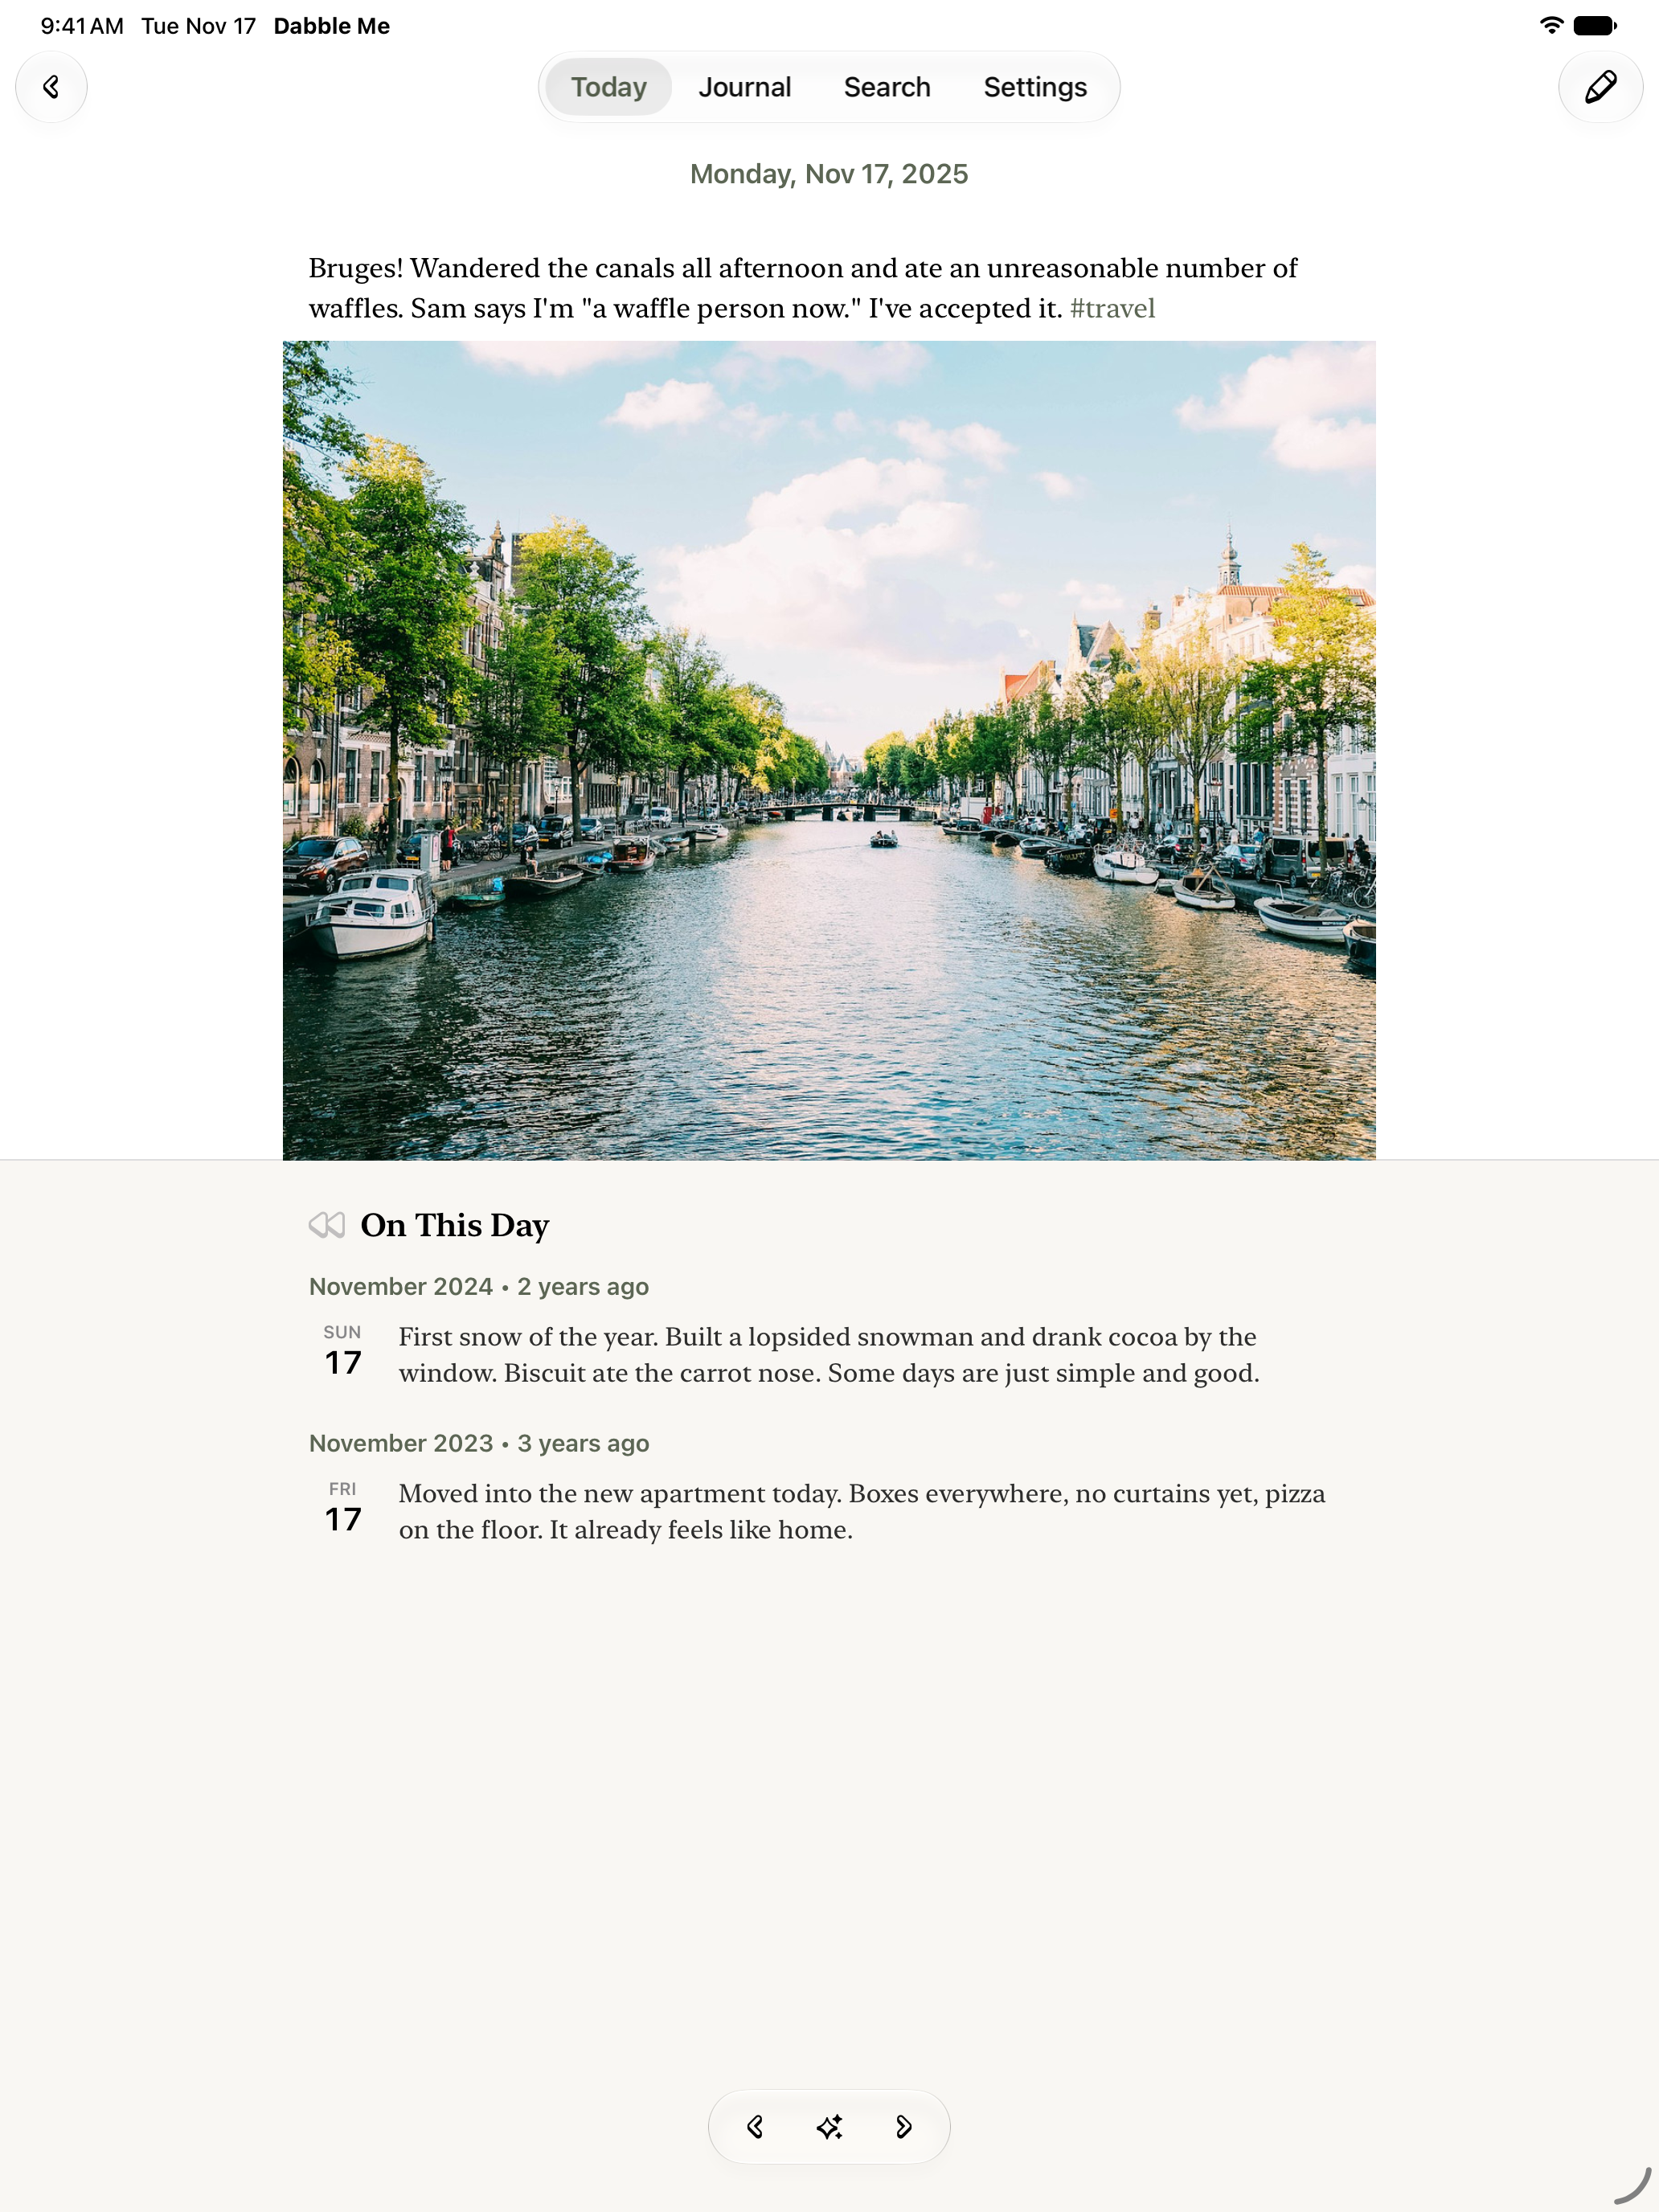 9:41 AM Tue Nov 17 Dabble Me
Today Journal Search Settings
Monday, Nov 17, 2025
Bruges! Wandered the canals all afternoon and ate an unreasonable number of
waffles. Sam says I'm "a waffle person now." I've accepted it. #travel
On This Day
November 2024 • 2 years ago
SUN
17
First snow of the year. Built a lopsided snowman and drank cocoa by the
window. Biscuit ate the carrot nose. Some days are just simple and good.
November 2023 • 3 years ago
FRI
17
Moved into the new apartment today. Boxes everywhere, no curtains yet, pizza
on the floor. It already feels like home.